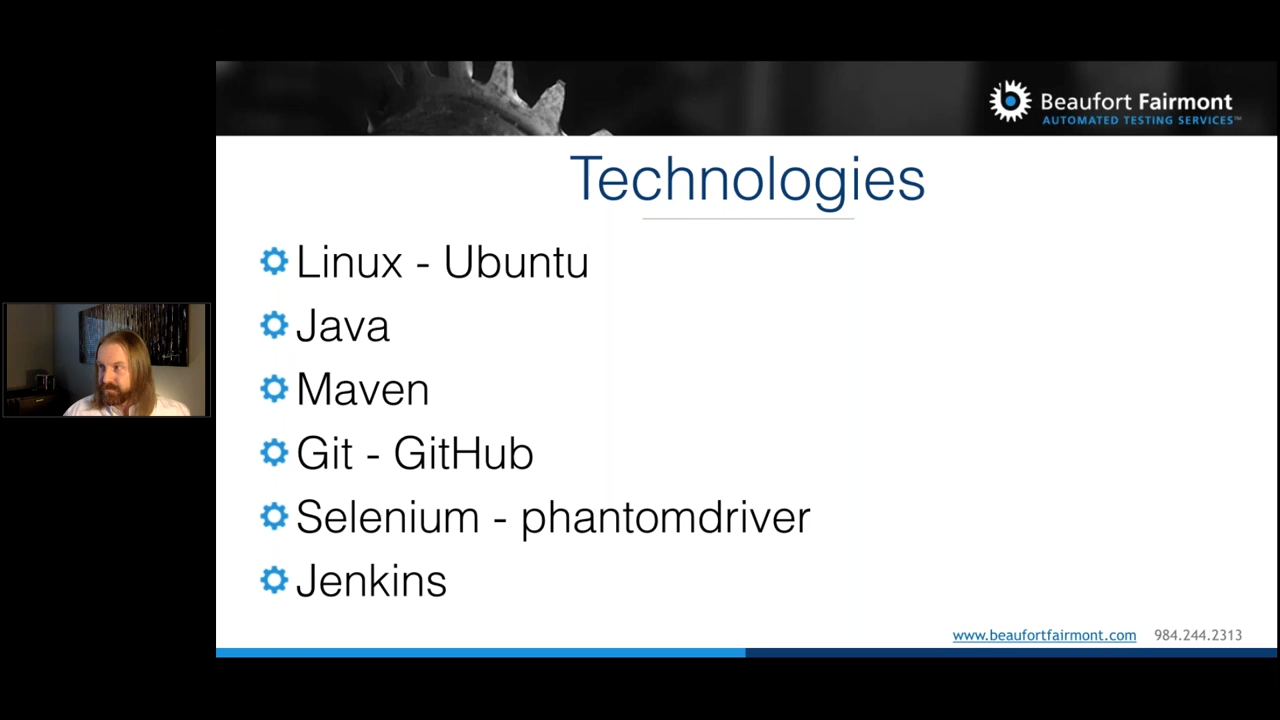 Beaufort Fairmont
AUTOMATED TESTING SERVICES™
Technologies
Linux - Ubuntu
Java
Maven
Git - GitHub
Selenium - phantomdriver
Jenkins
www.beaufortfairmont.com 984.244.2313